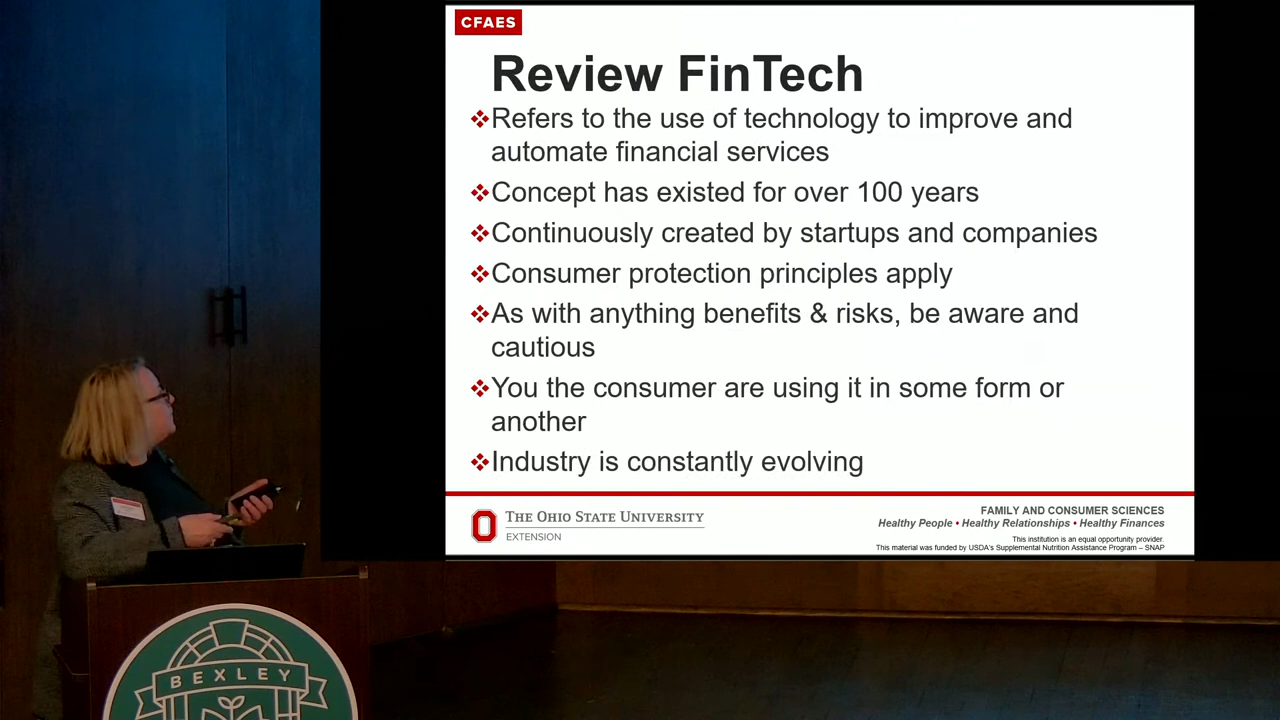 CFAES
Review FinTech
Refers to the use of technology to improve and
automate financial services
Concept has existed for over 100 years
Continuously created by startups and companies
Consumer protection principles apply
As with anything benefits & risks, be aware and
cautious
You the consumer are using it in some form or
another
Industry is constantly evolving
THE OHIO STATE UNIVERSITY
EXTENSION
FAMILY AND CONSUMER SCIENCES
Healthy People • Healthy Relationships • Healthy Finances
This institution is an equal opportunity provider.
This material was funded by USDA's Supplemental Nutrition Assistance Program – SNAP
BEXLEY